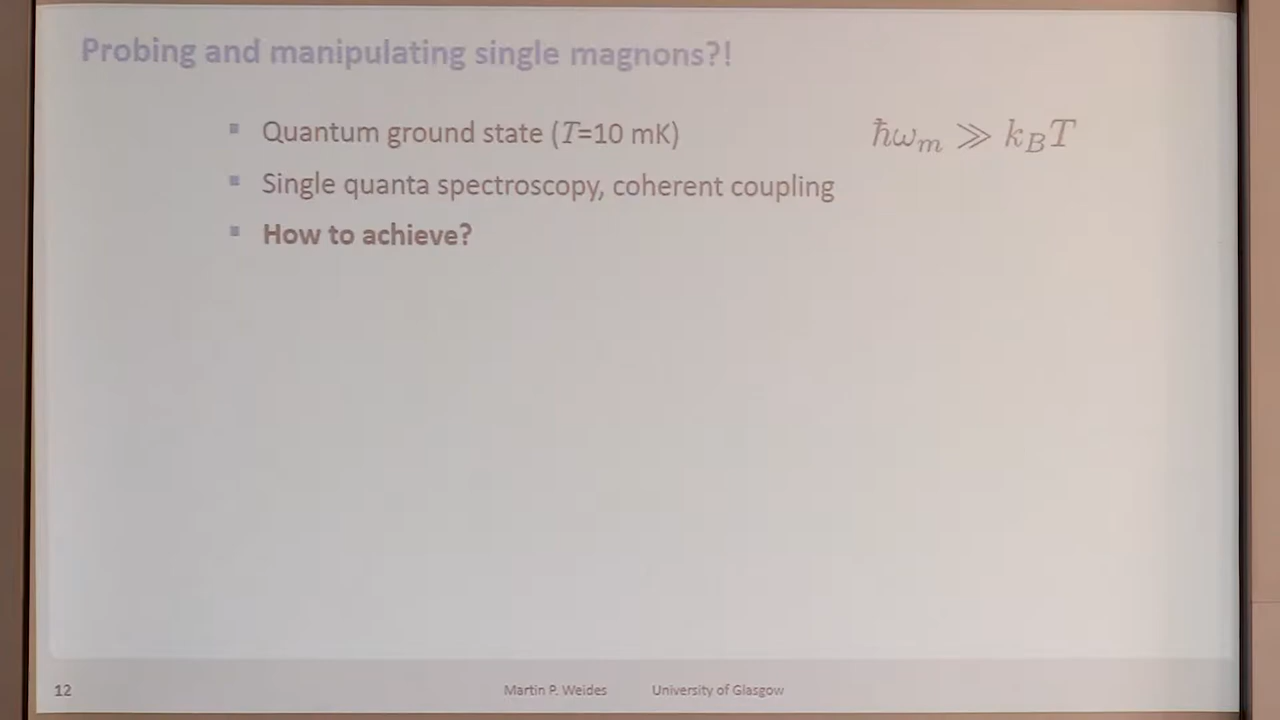 Probing and manipulating single magnons?!
▪ Quantum ground state (T=10 mK) ℏω_m ≫ k_BT
▪ Single quanta spectroscopy, coherent coupling
▪ How to achieve?
12 Martin P. Weides University of Glasgow